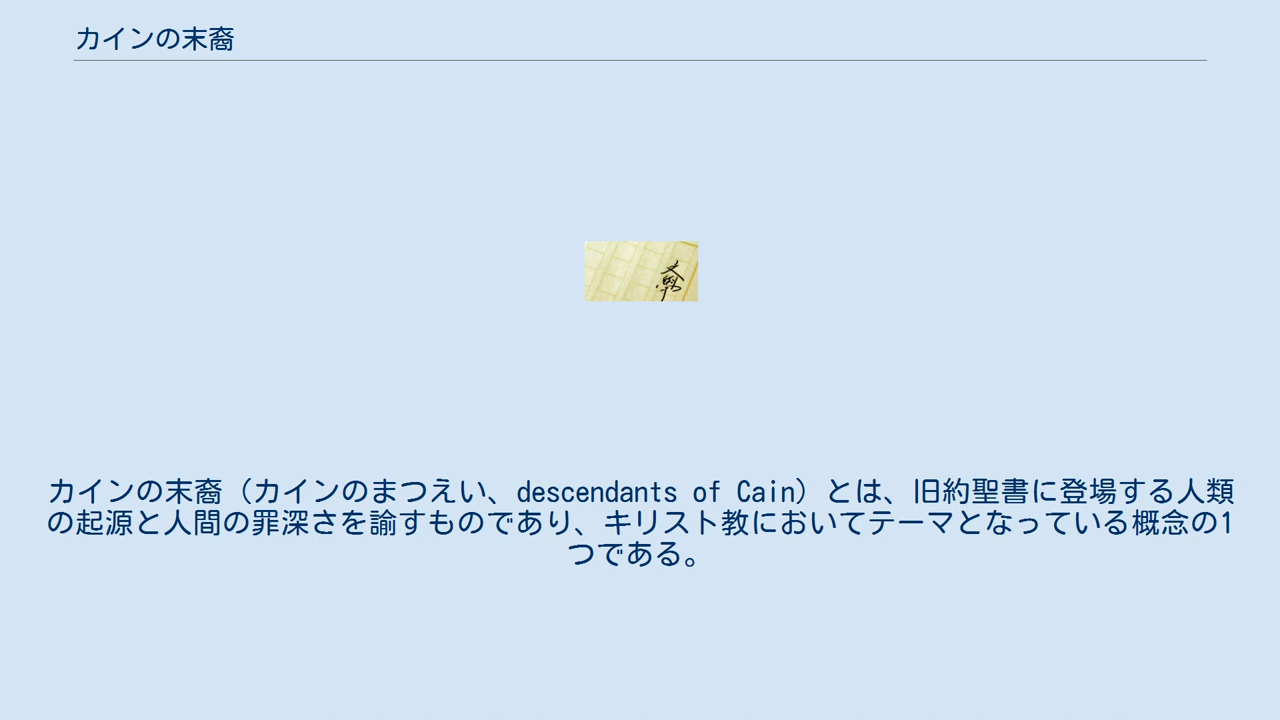 カインの末裔
カインの末裔（カインのまつえい、descendants of Cain）とは、旧約聖書に登場する人類
の起源と人間の罪深さを諭すものであり、キリスト教においてテーマとなっている概念の1
つである。